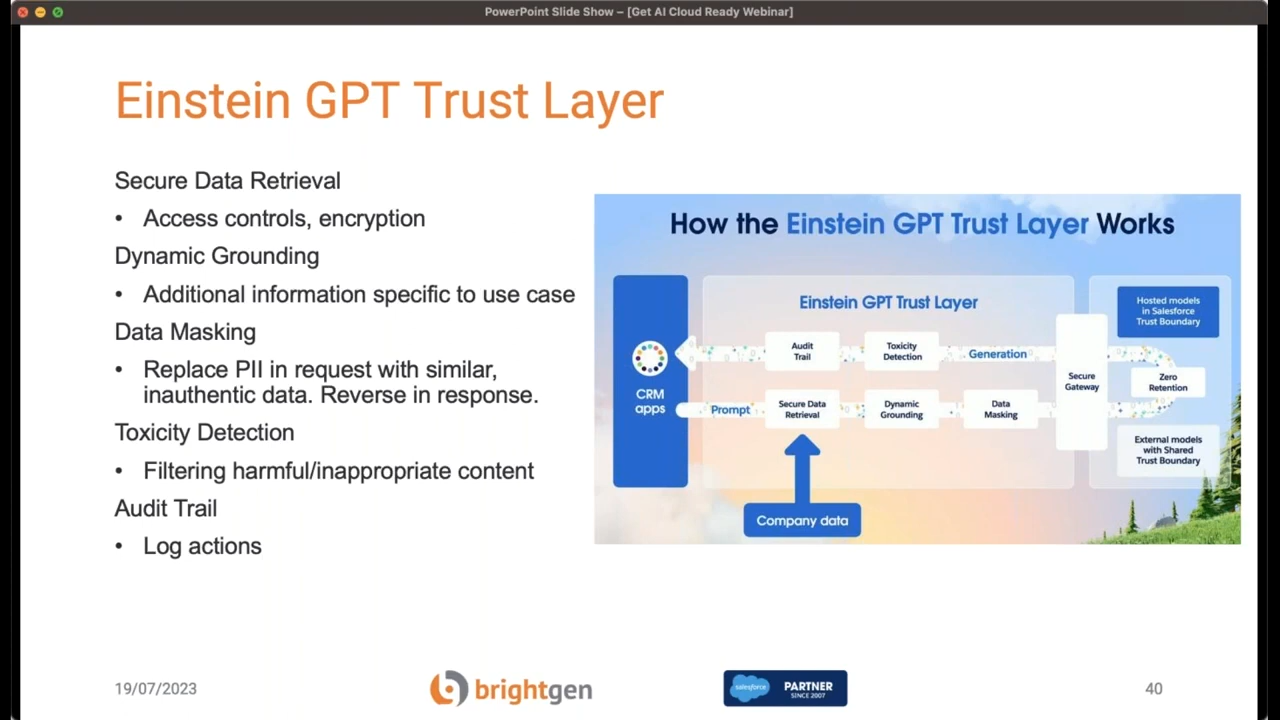 PowerPoint Slide Show – [Get AI Cloud Ready Webinar]
Einstein GPT Trust Layer
Secure Data Retrieval
• Access controls, encryption
Dynamic Grounding
• Additional information specific to use case
Data Masking
• Replace PII in request with similar,
inauthentic data. Reverse in response.
Toxicity Detection
• Filtering harmful/inappropriate content
Audit Trail
• Log actions
How the Einstein GPT Trust Layer Works
Einstein GPT Trust Layer
CRM
apps
Audit
Trail
Toxicity
Detection
Generation
Prompt
Secure Data
Retrieval
Dynamic
Grounding
Data
Masking
Secure
Gateway
Hosted models
in Salesforce
Trust Boundary
Zero
Retention
External models
with Shared
Trust Boundary
Company data
19/07/2023
brightgen
salesforce
PARTNER
SINCE 2007
40